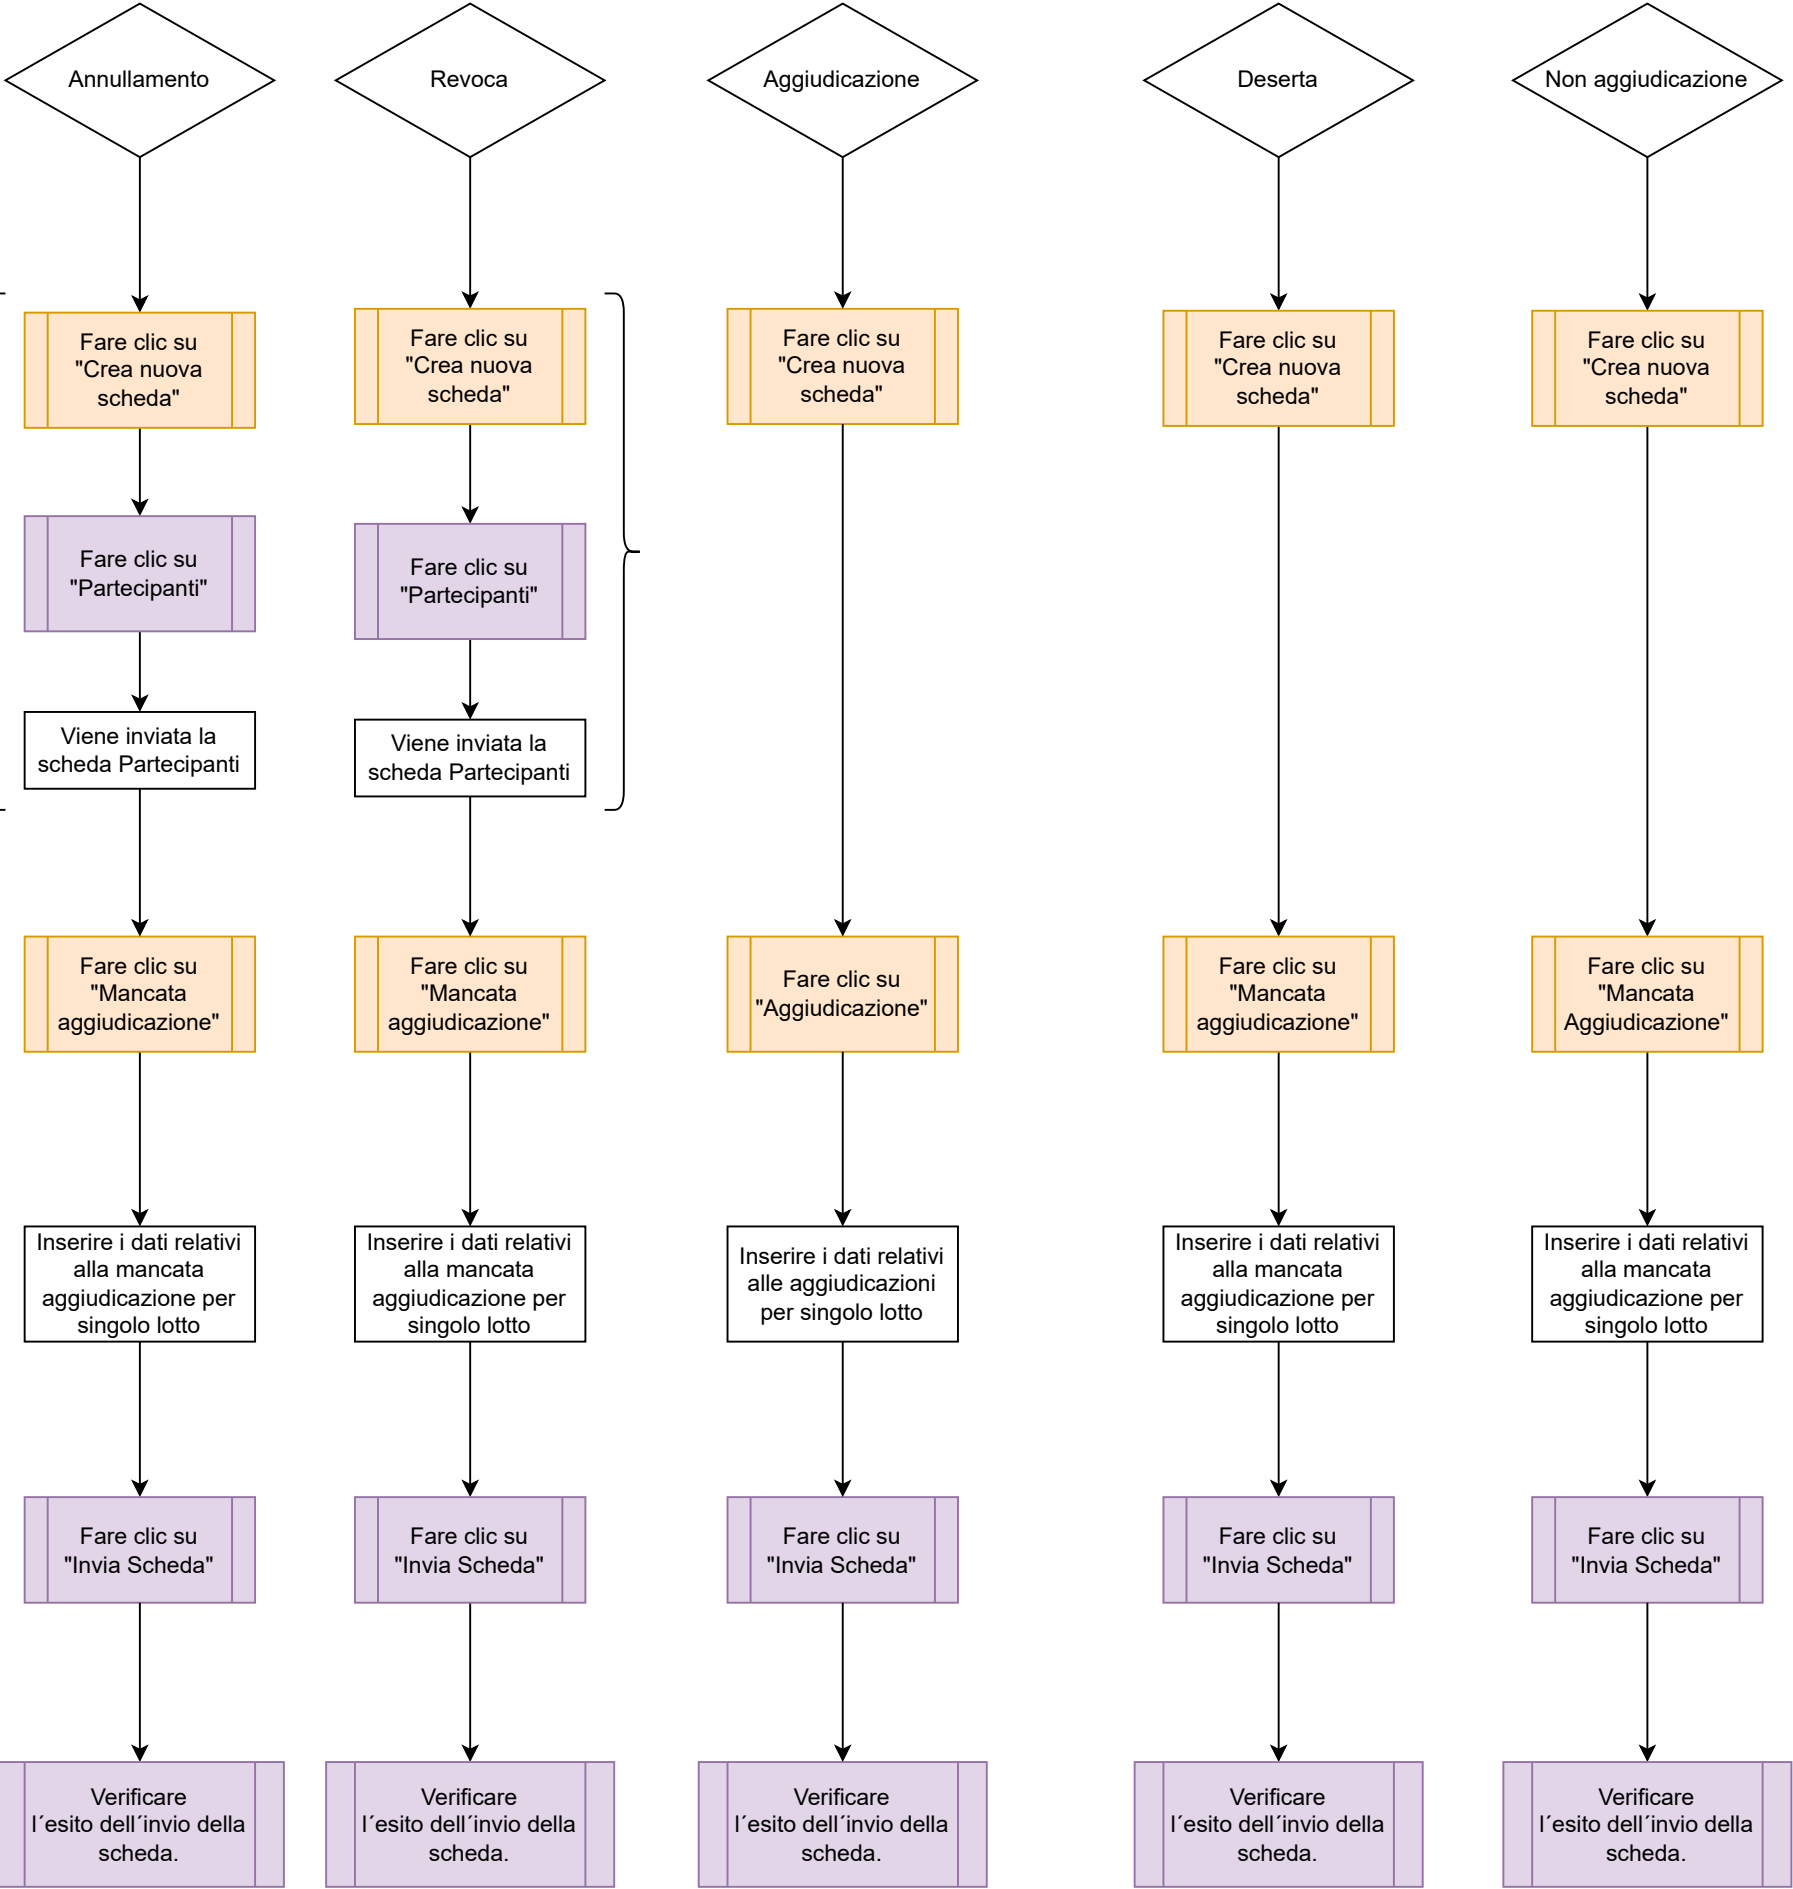 Annullamento
Revoca
Aggiudicazione
Deserta
Non aggiudicazione
Fare clic su
"Crea nuova
scheda"
Fare clic su
"Crea nuova
scheda"
Fare clic su
"Crea nuova
scheda"
Fare clic su
"Crea nuova
scheda"
Fare clic su
"Crea nuova
scheda"
Fare clic su
"Partecipanti"
Fare clic su
"Partecipanti"
Viene inviata la
scheda Partecipanti
Viene inviata la
scheda Partecipanti
Fare clic su
"Mancata
aggiudicazione"
Fare clic su
"Mancata
aggiudicazione"
Fare clic su
"Aggiudicazione"
Fare clic su
"Mancata
aggiudicazione"
Fare clic su
"Mancata
Aggiudicazione"
Inserire i dati relativi
alla mancata
aggiudicazione per
singolo lotto
Inserire i dati relativi
alla mancata
aggiudicazione per
singolo lotto
Inserire i dati relativi
alle aggiudicazioni
per singolo lotto
Inserire i dati relativi
alla mancata
aggiudicazione per
singolo lotto
Inserire i dati relativi
alla mancata
aggiudicazione per
singolo lotto
Fare clic su
"Invia Scheda"
Fare clic su
"Invia Scheda"
Fare clic su
"Invia Scheda"
Fare clic su
"Invia Scheda"
Fare clic su
"Invia Scheda"
Verificare
l´esito dell´invio della
scheda.
Verificare
l´esito dell´invio della
scheda.
Verificare
l´esito dell´invio della
scheda.
Verificare
l´esito dell´invio della
scheda.
Verificare
l´esito dell´invio della
scheda.